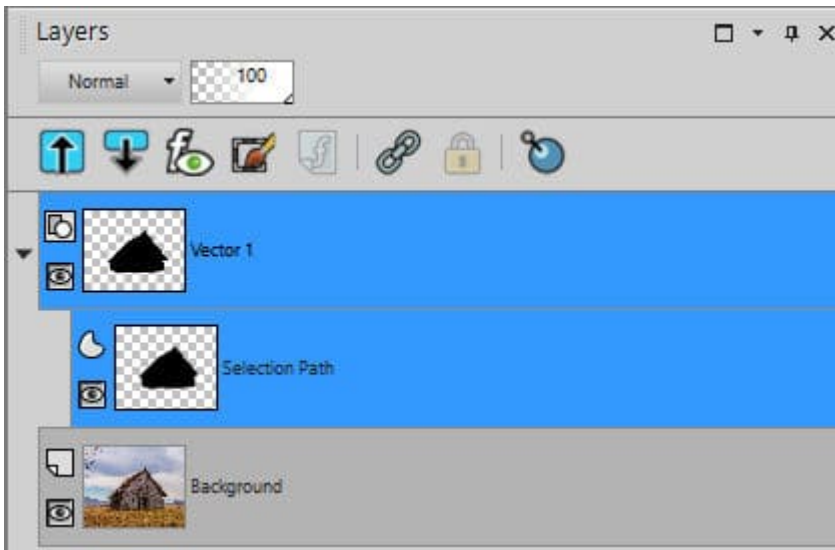 Layers
Normal
100
Vector 1
Selection Path
Background